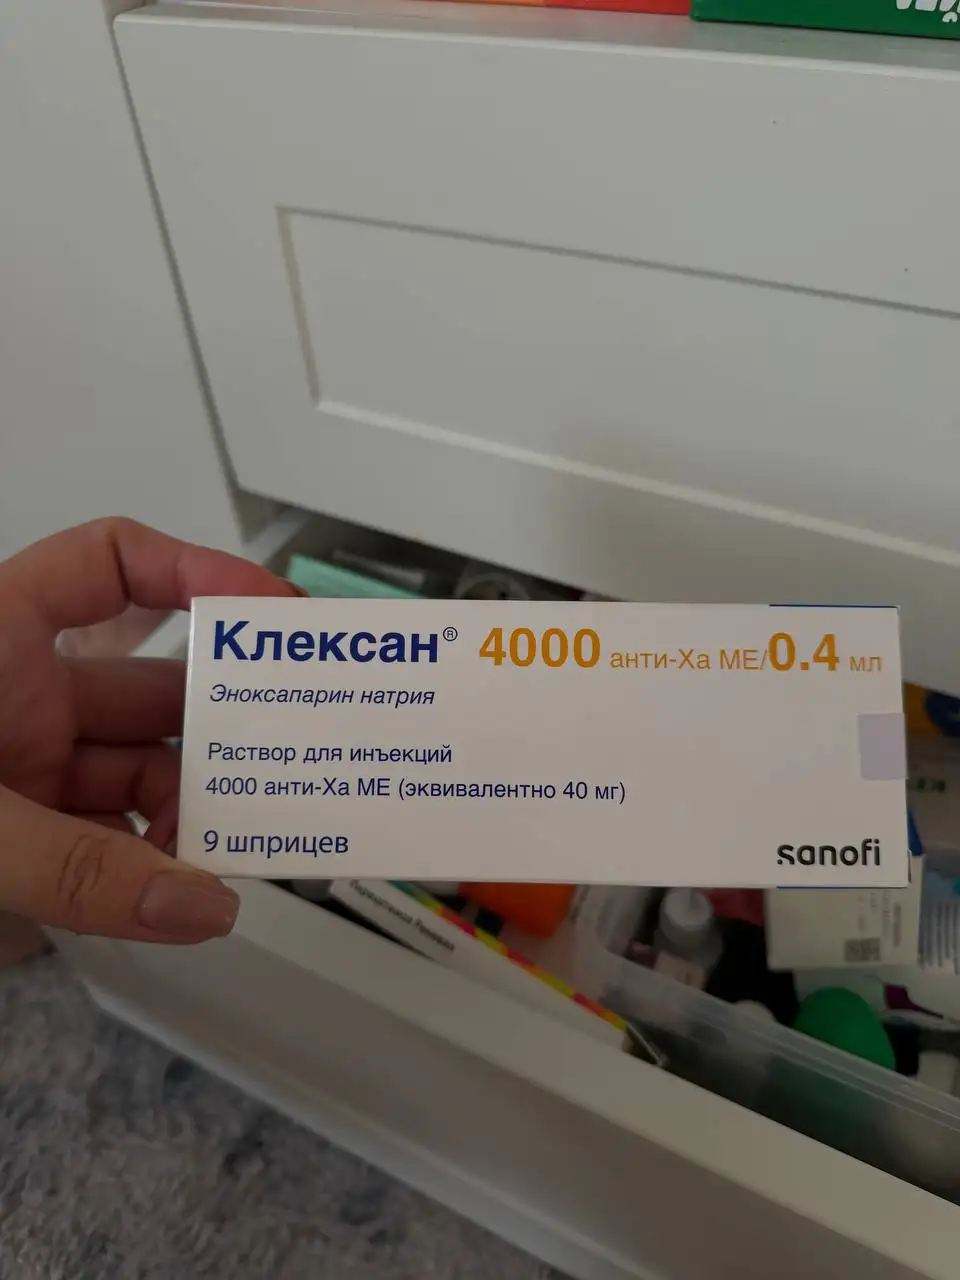 Клексан® 4000 анти-Ха МЕ/0.4 мл
Эноксапарин натрия
Раствор для инъекций
4000 анти-Ха МЕ (эквивалентно 40 мг)
9 шприцев
sanofi